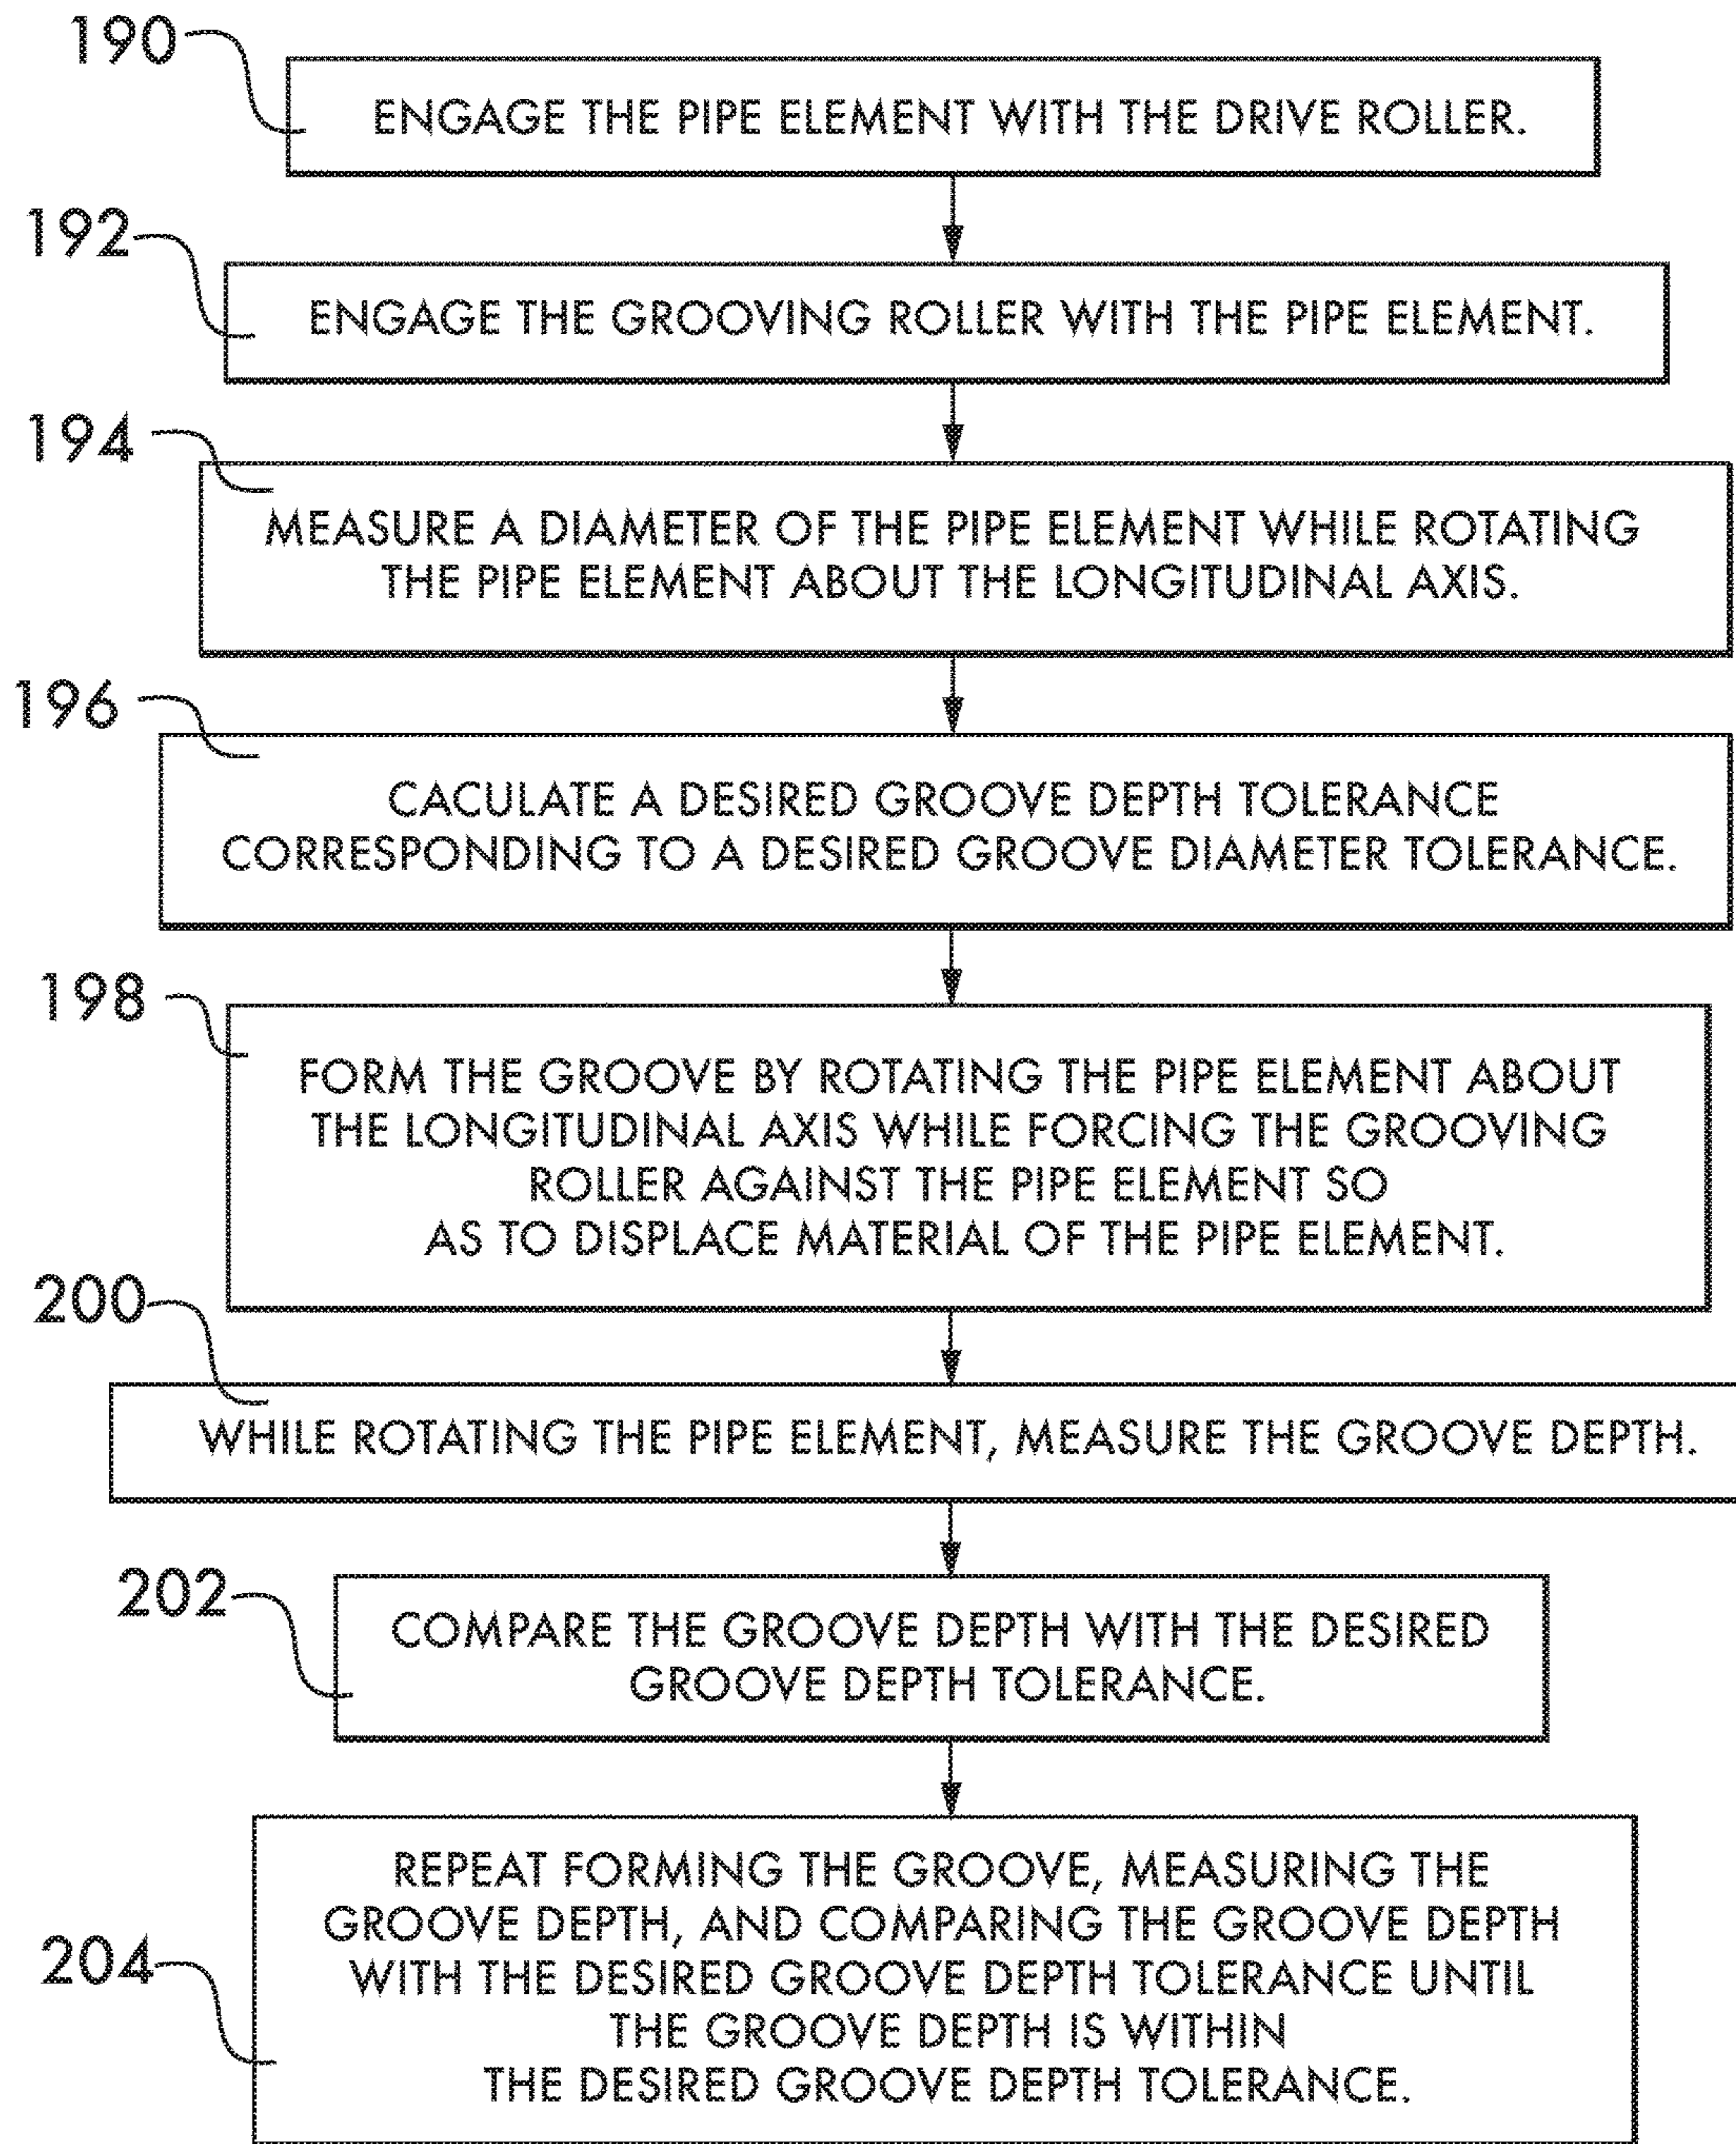 190
ENGAGE THE PIPE ELEMENT WITH THE DRIVE ROLLER.
192
ENGAGE THE GROOVING ROLLER WITH THE PIPE ELEMENT.
194
MEASURE A DIAMETER OF THE PIPE ELEMENT WHILE ROTATING
THE PIPE ELEMENT ABOUT THE LONGITUDINAL AXIS.
196
CACULATE A DESIRED GROOVE DEPTH TOLERANCE
CORRESPONDING TO A DESIRED GROOVE DIAMETER TOLERANCE.
198
FORM THE GROOVE BY ROTATING THE PIPE ELEMENT ABOUT
THE LONGITUDINAL AXIS WHILE FORCING THE GROOVING
ROLLER AGAINST THE PIPE ELEMENT SO
AS TO DISPLACE MATERIAL OF THE PIPE ELEMENT.
200
WHILE ROTATING THE PIPE ELEMENT, MEASURE THE GROOVE DEPTH.
202
COMPARE THE GROOVE DEPTH WITH THE DESIRED
GROOVE DEPTH TOLERANCE.
204
REPEAT FORMING THE GROOVE, MEASURING THE
GROOVE DEPTH, AND COMPARING THE GROOVE DEPTH
WITH THE DESIRED GROOVE DEPTH TOLERANCE UNTIL
THE GROOVE DEPTH IS WITHIN
THE DESIRED GROOVE DEPTH TOLERANCE.